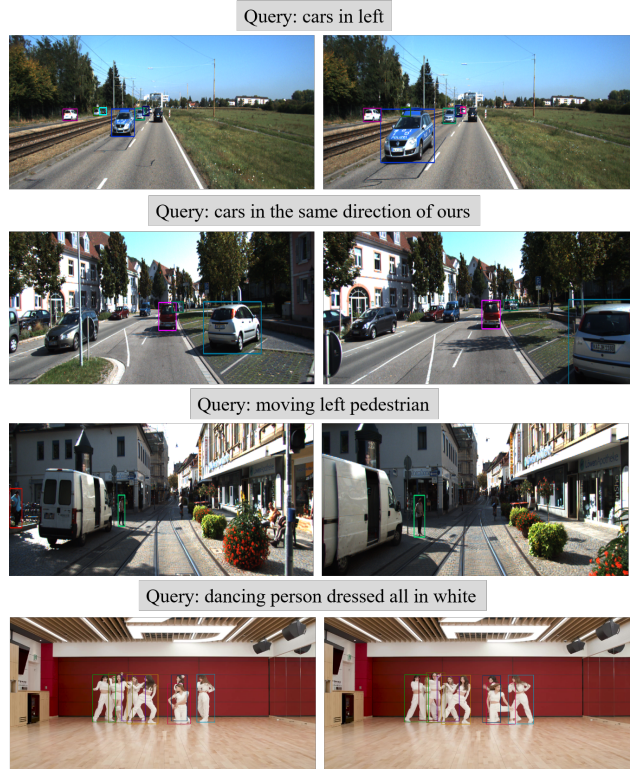 Query: cars in left
Query: cars in the same direction of ours
Query: moving left pedestrian
Query: dancing person dressed all in white